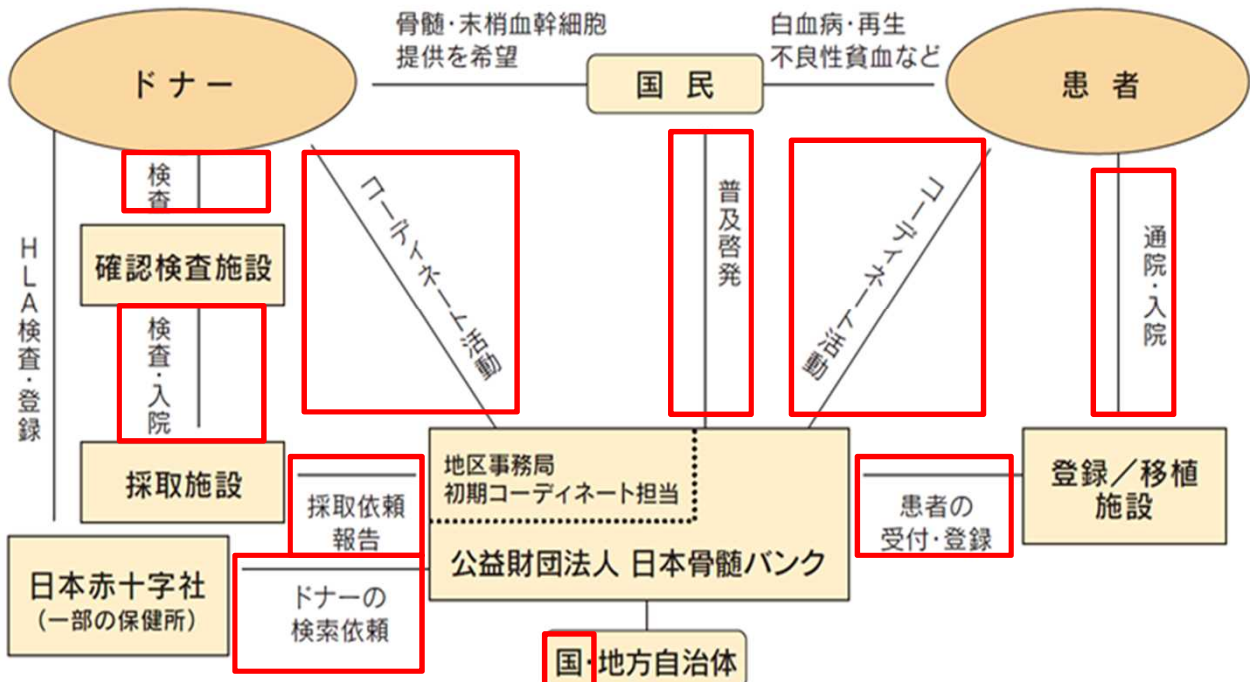 骨髄・末梢血幹細胞
提供を希望
白血病・再生
不良性貧血など
ドナー
国民
患者
検査
コーディネート活動
普及啓発
コーディネート活動
通院・入院
HLA検査・登録
確認検査施設
検査・入院
採取施設
採取依頼
報告
地区事務局
初期コーディネート担当
公益財団法人 日本骨髄バンク
患者の
受付・登録
登録／移植
施設
日本赤十字社
(一部の保健所)
ドナーの
検索依頼
国・地方自治体